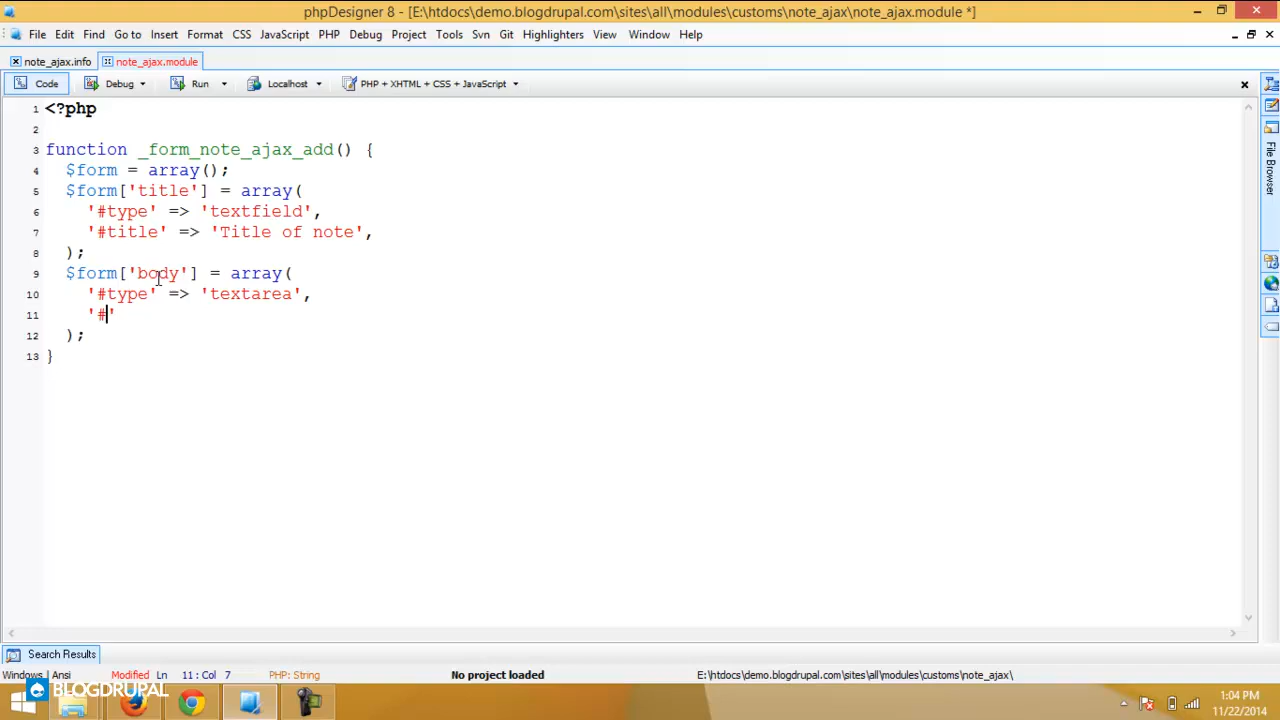 phpDesigner 8 - [E:\htdocs\demo.blogdrupal.com\sites\all\modules\customs\note_ajax\note_ajax.module *]
File Edit Find Go to Insert Format CSS JavaScript PHP Debug Project Tools Svn Git Highlighters View Window Help
note_ajax.info note_ajax.module
Code Debug Run Localhost PHP + XHTML + CSS + JavaScript
1 <?php
2
3 function _form_note_ajax_add() {
4 $form = array();
5 $form['title'] = array(
6 '#type' => 'textfield',
7 '#title' => 'Title of note',
8 );
9 $form['body'] = array(
10 '#type' => 'textarea',
11 '#'
12 );
13 }
File Browser
Search Results
Windows | Ansi Modified Ln 11 : Col 7 PHP: String No project loaded E:\htdocs\demo.blogdrupal.com\sites\all\modules\customs\note_ajax\
BLOGDRUPAL
1:04 PM
11/22/2014